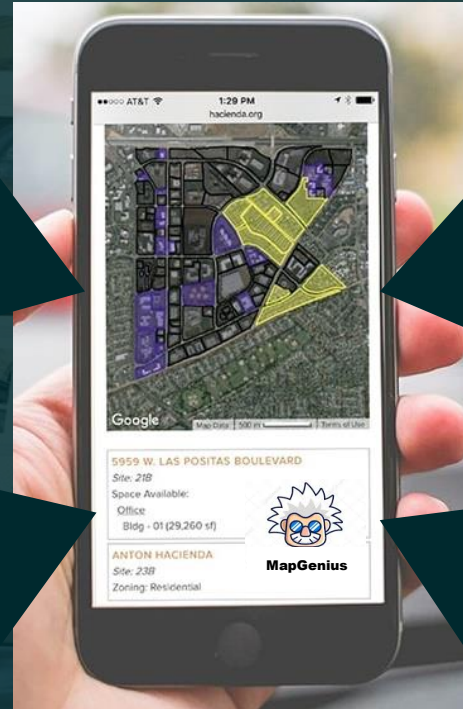 AT&T 1:29 PM
hacienda.org
Google Map Data 500 m Terms of Use
5959 W. LAS POSITAS BOULEVARD
Site: 21B
Space Available:
Office
Bldg - 01 (29,260 sf)
MapGenius
ANTON HACIENDA
Site: 23B
Zoning: Residential